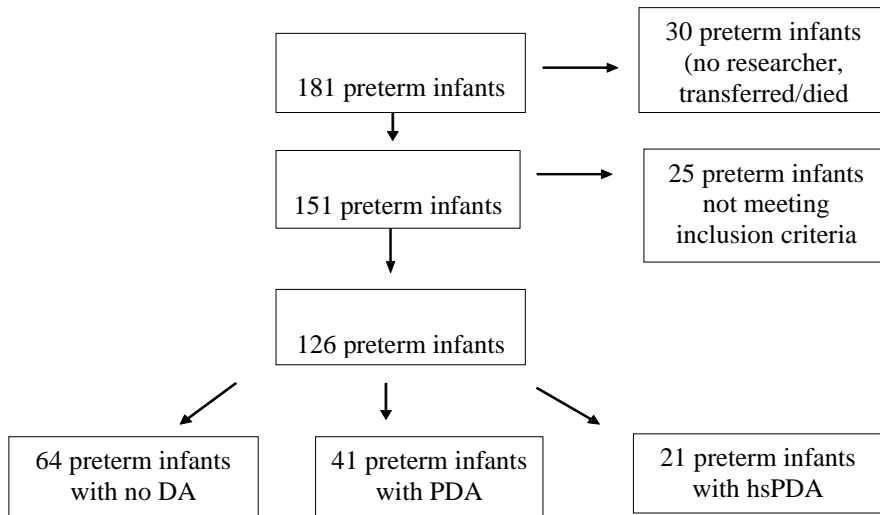 181 preterm infants
30 preterm infants
(no researcher,
transferred/died
151 preterm infants
25 preterm infants
not meeting
inclusion criteria
126 preterm infants
64 preterm infants
with no DA
41 preterm infants
with PDA
21 preterm infants
with hsPDA